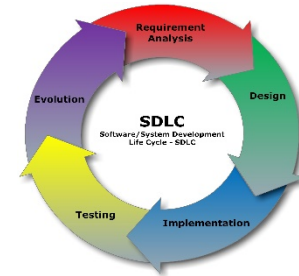 Requirement
Analysis
Design
Implementation
Testing
Evolution
SDLC
Software/System Development
Life Cycle - SDLC